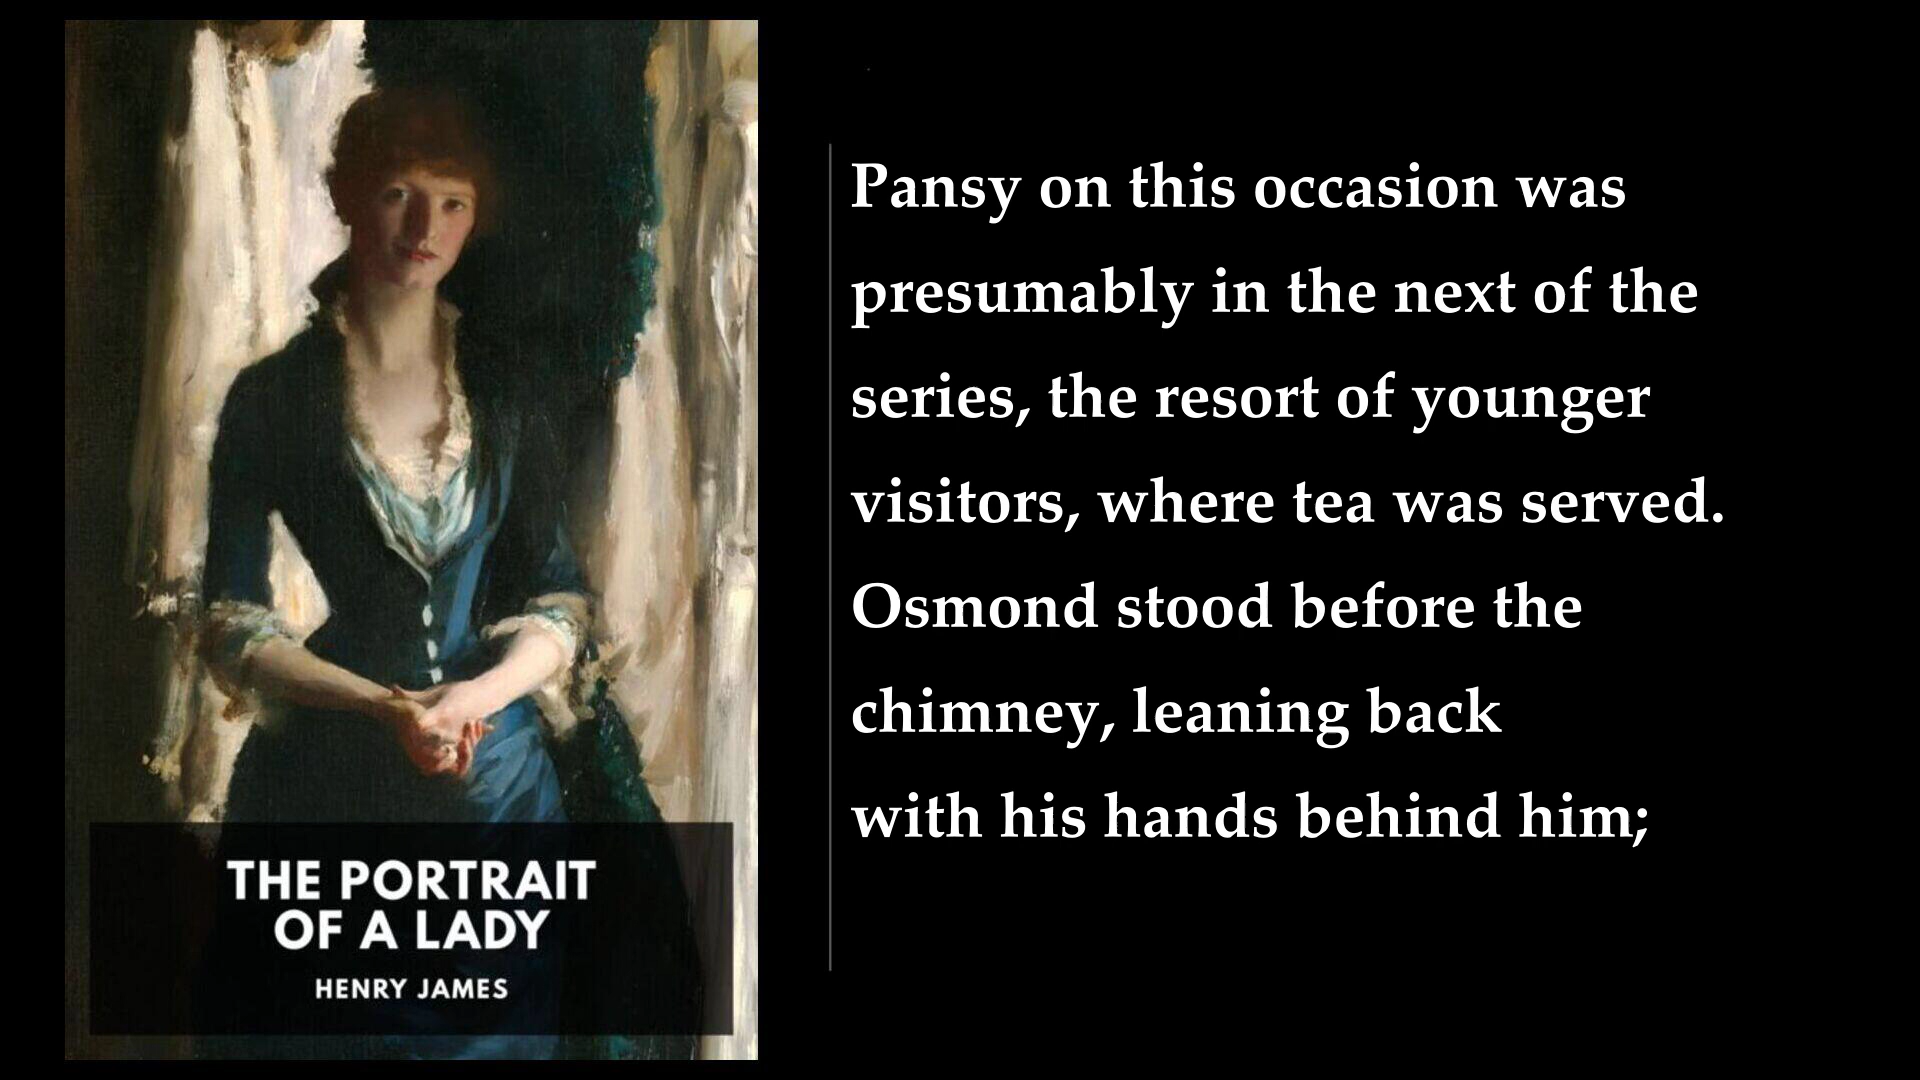 THE PORTRAIT
OF A LADY
HENRY JAMES
Pansy on this occasion was
presumably in the next of the
series, the resort of younger
visitors, where tea was served.
Osmond stood before the
chimney, leaning back
with his hands behind him;